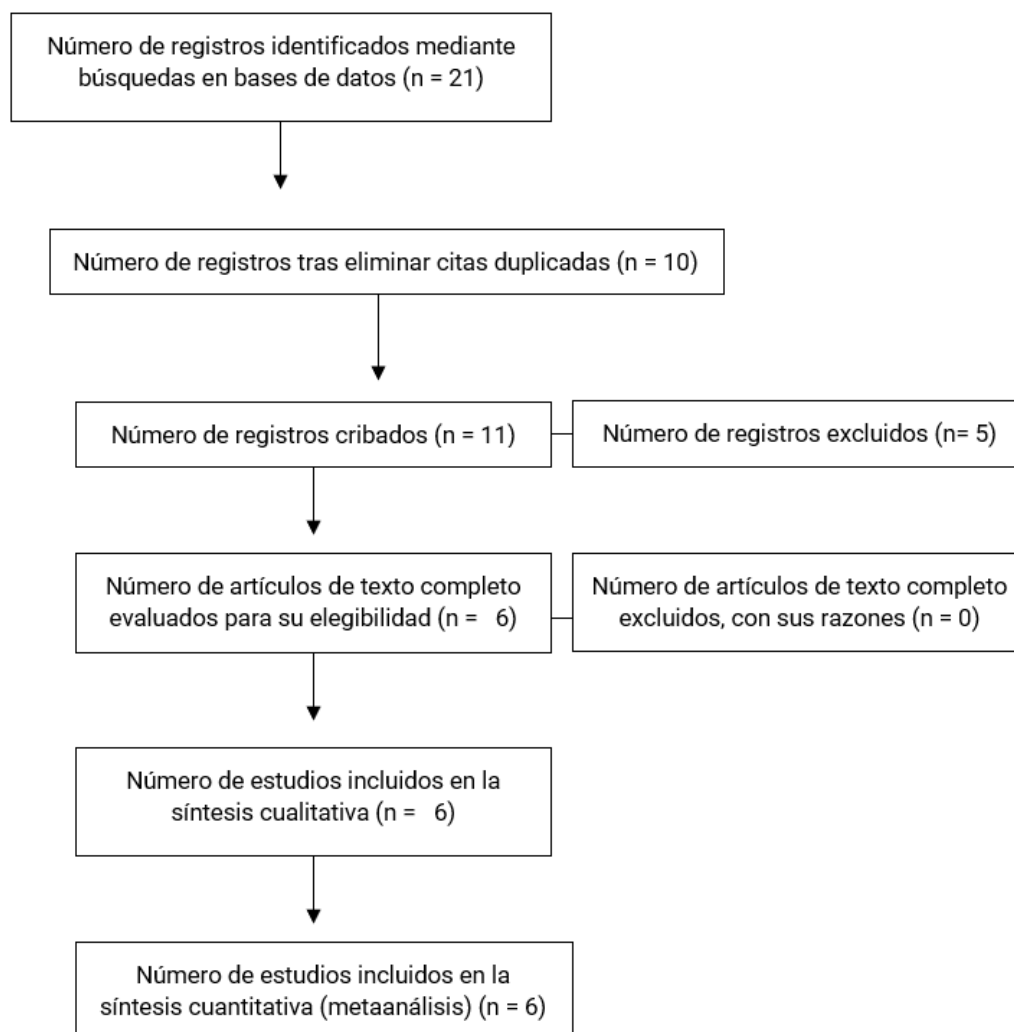 Número de registros identificados mediante
búsquedas en bases de datos (n = 21)
Número de registros tras eliminar citas duplicadas (n = 10)
Número de registros cribados (n = 11)
Número de registros excluidos (n= 5)
Número de artículos de texto completo
evaluados para su elegibilidad (n =   6)
Número de artículos de texto completo
excluidos, con sus razones (n = 0)
Número de estudios incluidos en la
síntesis cualitativa (n =   6)
Número de estudios incluidos en la
síntesis cuantitativa (metaanálisis) (n = 6)